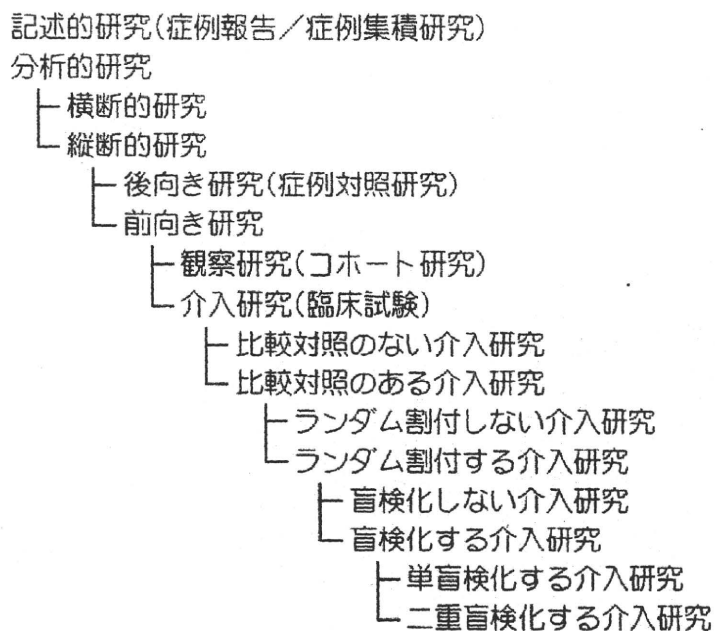 記述的研究(症例報告／症例集積研究)
分析的研究
横断的研究
縦断的研究
後向き研究(症例対照研究)
前向き研究
観察研究(コホート研究)
介入研究(臨床試験)
比較対照のない介入研究
比較対照のある介入研究
ランダム割付しない介入研究
ランダム割付する介入研究
盲検化しない介入研究
盲検化する介入研究
単盲検化する介入研究
二重盲検化する介入研究